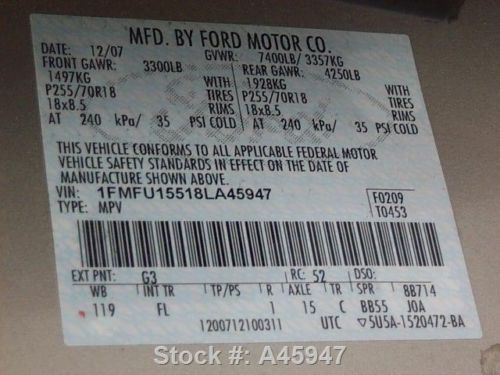 MFD. BY FORD MOTOR CO.
DATE: 12/07 GVWR: 7400LB/ 3357KG
FRONT GAWR: 3300LB REAR GAWR: 4250LB
1497KG WITH 1928KG WITH
P255/70R18 TIRES P255/70R18 TIRES
18x8.5 RIMS 18x8.5 RIMS
AT 240 kPa/ 35 PSI COLD AT 240 kPa/ 35 PSI COLD
THIS VEHICLE CONFORMS TO ALL APPLICABLE FEDERAL MOTOR
VEHICLE SAFETY STANDARDS IN EFFECT ON THE DATE OF
MANUFACTURE SHOWN ABOVE.
VIN: 1FMFU15518LA45947 F0209
TYPE: MPV T0453
EXT PNT: G3 RC: 52 DSO:
WB INT TR TP/PS R AXLE TR SPR 8B714
119 FL 1 15 C BB55 J0A
1200712100311 UTC ▽5U5A-1520472-BA
Stock #: A45947